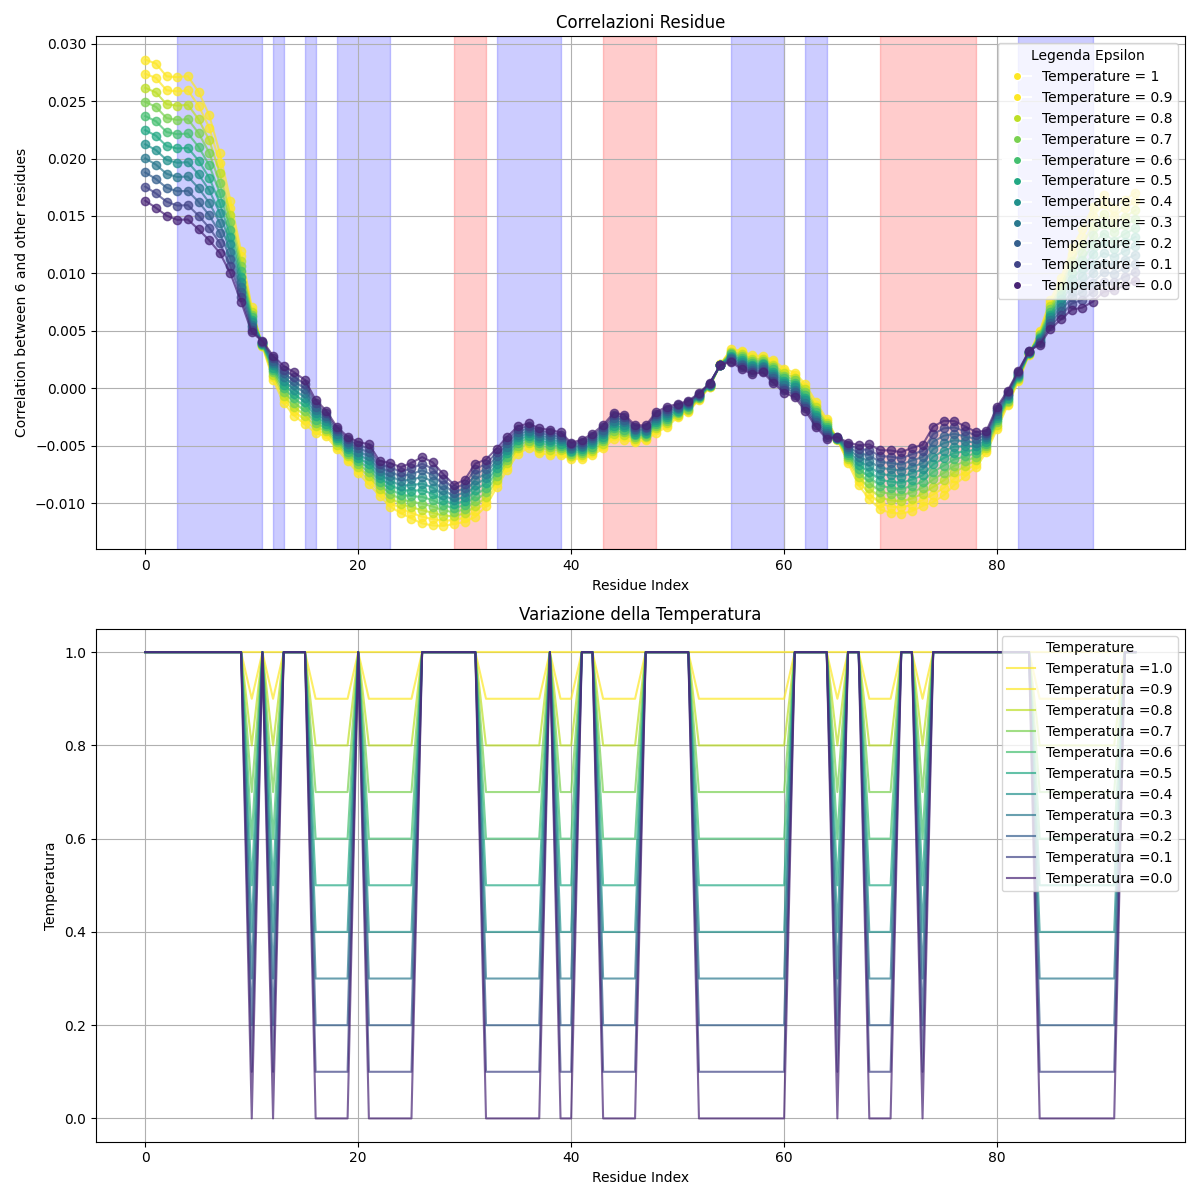 Correlazioni Residue
Correlation between 6 and other residues
0.030
0.025
0.020
0.015
0.010
0.005
0.000
−0.005
−0.010
Legenda Epsilon
Temperature = 1
Temperature = 0.9
Temperature = 0.8
Temperature = 0.7
Temperature = 0.6
Temperature = 0.5
Temperature = 0.4
Temperature = 0.3
Temperature = 0.2
Temperature = 0.1
Temperature = 0.0
0 20 40 60 80
Residue Index
Variazione della Temperatura
Temperatura
1.0
0.8
0.6
0.4
0.2
0.0
Temperature
Temperatura =1.0
Temperatura =0.9
Temperatura =0.8
Temperatura =0.7
Temperatura =0.6
Temperatura =0.5
Temperatura =0.4
Temperatura =0.3
Temperatura =0.2
Temperatura =0.1
Temperatura =0.0
0 20 40 60 80
Residue Index